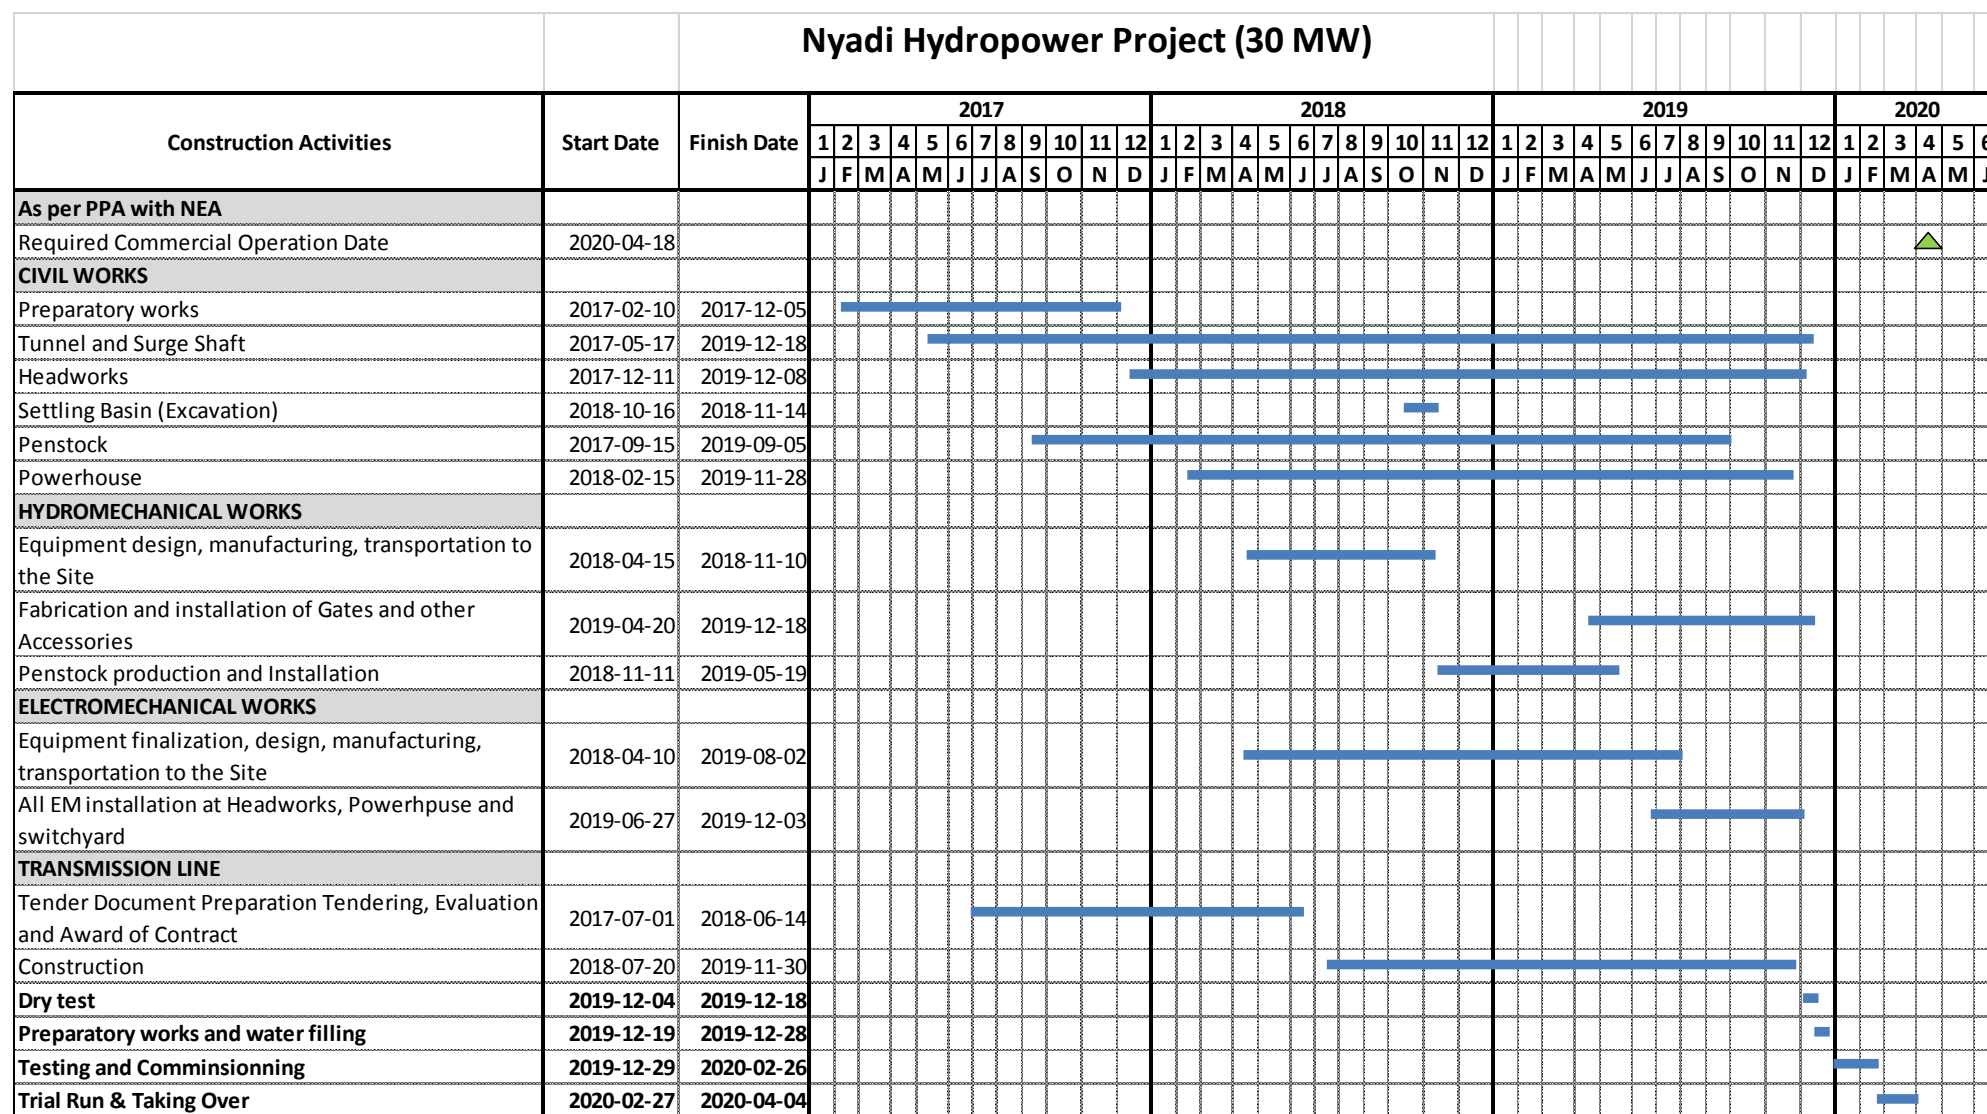 Nyadi Hydropower Project (30 MW)
Construction Activities Start Date Finish Date 2017 2018 2019 2020
1 2 3 4 5 6 7 8 9 10 11 12 1 2 3 4 5 6 7 8 9 10 11 12 1 2 3 4 5 6 7 8 9 10 11 12 1 2 3 4 5 6
J F M A M J J A S O N D J F M A M J J A S O N D J F M A M J J A S O N D J F M A M J
As per PPA with NEA
Required Commercial Operation Date 2020-04-18
CIVIL WORKS
Preparatory works 2017-02-10 2017-12-05
Tunnel and Surge Shaft 2017-05-17 2019-12-18
Headworks 2017-12-11 2019-12-08
Settling Basin (Excavation) 2018-10-16 2018-11-14
Penstock 2017-09-15 2019-09-05
Powerhouse 2018-02-15 2019-11-28
HYDROMECHANICAL WORKS
Equipment design, manufacturing, transportation to
the Site 2018-04-15 2018-11-10
Fabrication and installation of Gates and other
Accessories 2019-04-20 2019-12-18
Penstock production and Installation 2018-11-11 2019-05-19
ELECTROMECHANICAL WORKS
Equipment finalization, design, manufacturing,
transportation to the Site 2018-04-10 2019-08-02
All EM installation at Headworks, Powerhpuse and
switchyard 2019-06-27 2019-12-03
TRANSMISSION LINE
Tender Document Preparation Tendering, Evaluation
and Award of Contract 2017-07-01 2018-06-14
Construction 2018-07-20 2019-11-30
Dry test 2019-12-04 2019-12-18
Preparatory works and water filling 2019-12-19 2019-12-28
Testing and Comminsionning 2019-12-29 2020-02-26
Trial Run & Taking Over 2020-02-27 2020-04-04